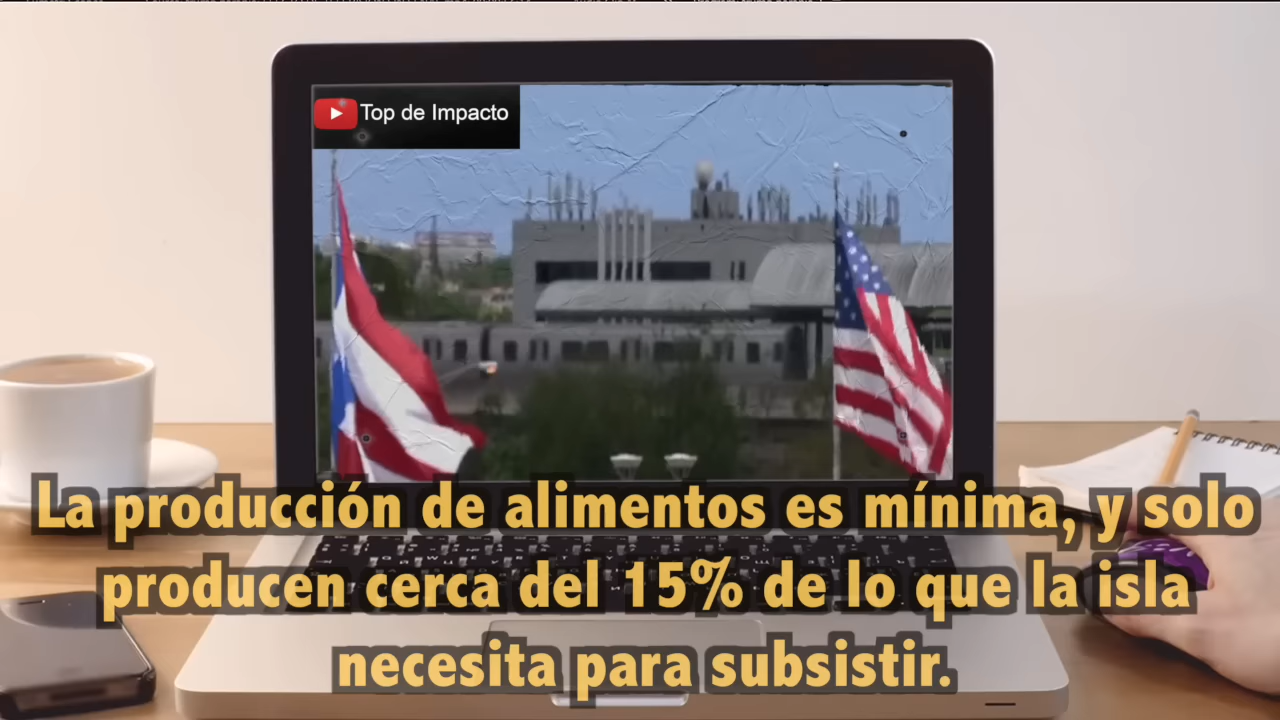 Top de Impacto
La producción de alimentos es mínima, y solo
producen cerca del 15% de lo que la isla
necesita para subsistir.